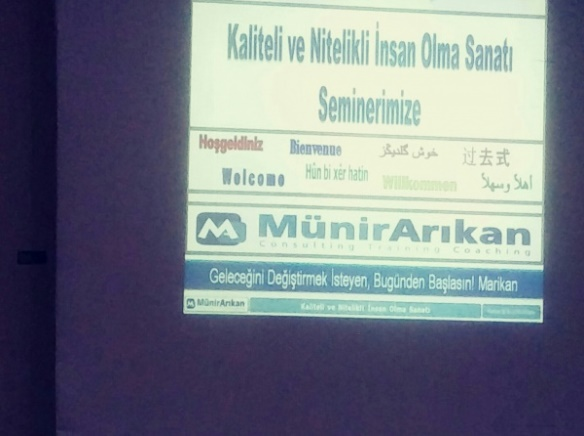 Kaliteli ve Nitelikli İnsan Olma Sanatı
Seminerimize
Hoşgeldiniz Bienvenue خوش گلدیگز 过去式
Welcome Hûn bi xêr hatin Willkommen اهلاً وسهلاً
MünirArıkan
Consulting Training Coaching
Geleceğini Değiştirmek İsteyen, Bugünden Başlasın! Marikan
MünirArıkan Kaliteli ve Nitelikli İnsan Olma Sanatı